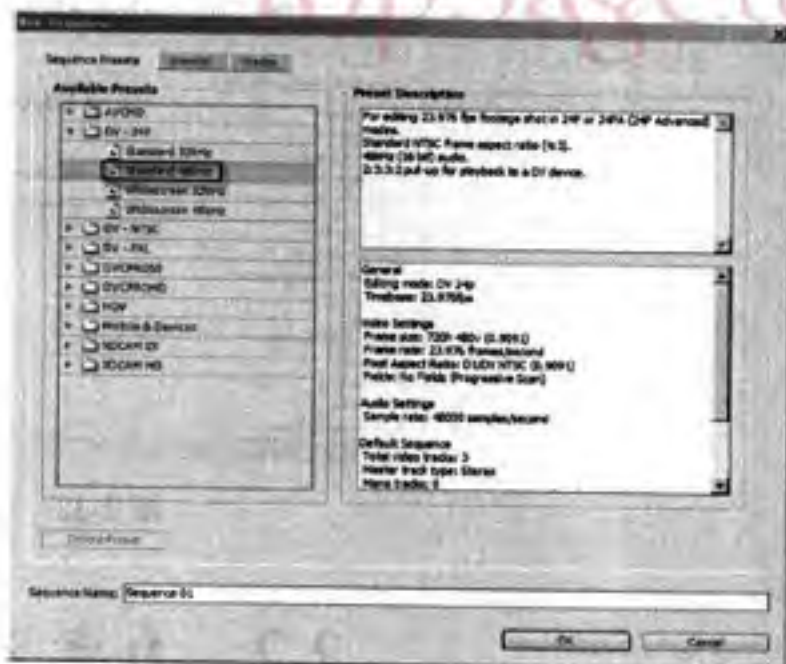 New Sequence
Sequence Presets General Tracks
Available Presets
AVCHD
DV - 24P
Standard 32kHz
Standard 48kHz
Widescreen 32kHz
Widescreen 48kHz
DV - NTSC
DV - PAL
DVCPRO50
DVCPROHD
HDV
Mobile & Devices
XDCAM EX
XDCAM HD
Delete Preset
Preset Description
For editing 23.976 fps footage shot in 24P or 24PA (24P Advanced)
modes.
Standard NTSC frame aspect ratio (4:3).
48kHz (16 bit) audio.
2:3:3:2 pull-up for playback to a DV device.
General
Editing mode: DV 24p
Timebase: 23.976fps
Video Settings
Frame size: 720h 480v (0.9091)
Frame rate: 23.976 frames/second
Pixel Aspect Ratio: D1/DV NTSC (0.9091)
Fields: No Fields (Progressive Scan)
Audio Settings
Sample rate: 48000 samples/second
Default Sequence
Total video tracks: 3
Master track type: Stereo
Mono tracks: 0
Sequence Name: Sequence 01
OK Cancel